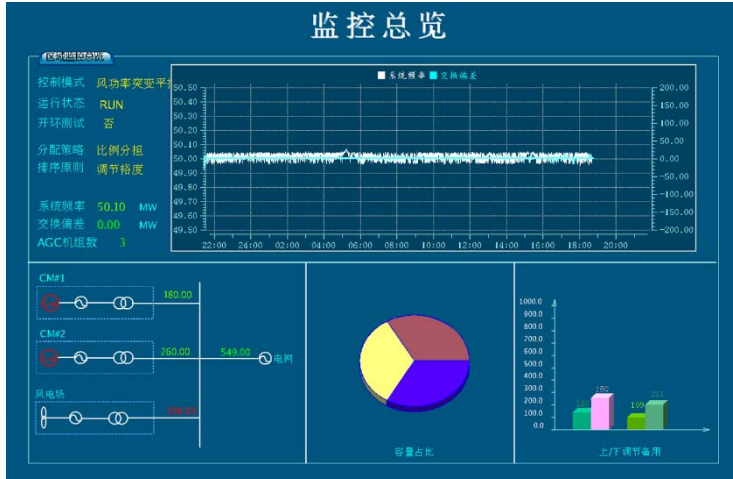 监控总览
区域监控总览
控制模式 风功率突变平抑
运行状态 RUN
开环测试 否
分配策略 比例分担
排序原则 调节裕度
系统频率 50.10 MW
交换偏差 0.00 MW
AGC机组数 3
系统频率 交换偏差
50.50 200.00
50.40 150.00
50.30
50.20 100.00
50.10 50.00
50.00 0.00
49.90 -50.00
49.80
49.70 -100.00
49.60 -150.00
49.50 -200.00
22:00 24:00 02:00 04:00 06:00 08:00 10:00 12:00 14:00 16:00 18:00 20:00
CM#1
180.00
CM#2
260.00 549.00 电网
风电场
容量占比
1000.0
900.0
800.0
700.0
600.0
500.0
400.0
300.0
200.0
100.0
0.0
180
199 211
上/下调节备用